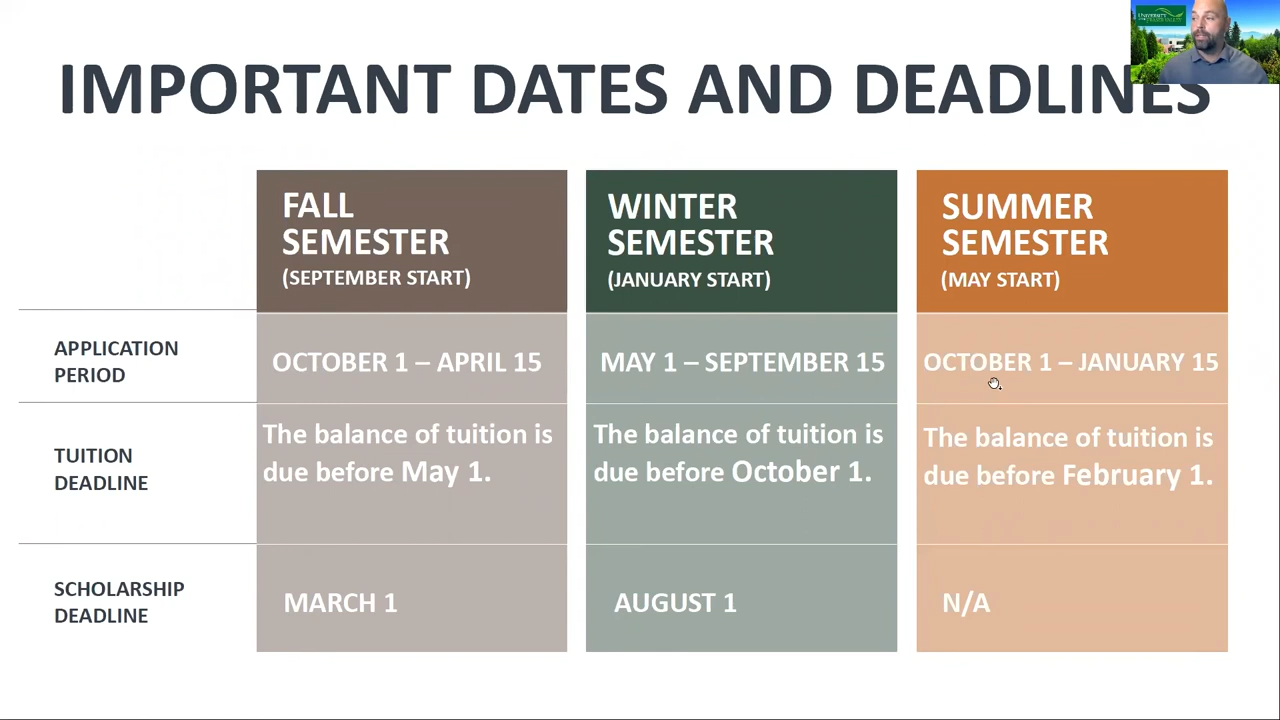 IMPORTANT DATES AND DEADLINES
FALL
SEMESTER
(SEPTEMBER START)
WINTER
SEMESTER
(JANUARY START)
SUMMER
SEMESTER
(MAY START)
APPLICATION
PERIOD
OCTOBER 1 – APRIL 15
MAY 1 – SEPTEMBER 15
OCTOBER 1 – JANUARY 15
TUITION
DEADLINE
The balance of tuition is
due before May 1.
The balance of tuition is
due before October 1.
The balance of tuition is
due before February 1.
SCHOLARSHIP
DEADLINE
MARCH 1
AUGUST 1
N/A